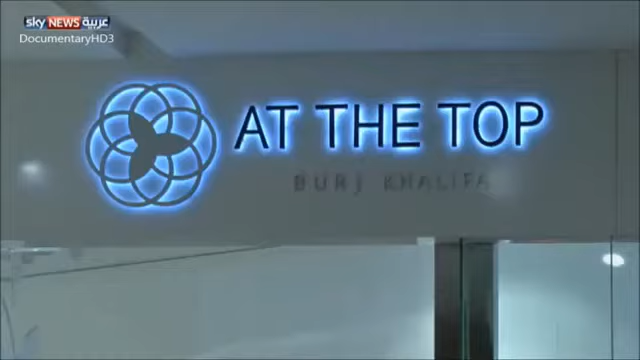 sky NEWS عربية
DocumentaryHD3
AT THE TOP
BURJ KHALIFA